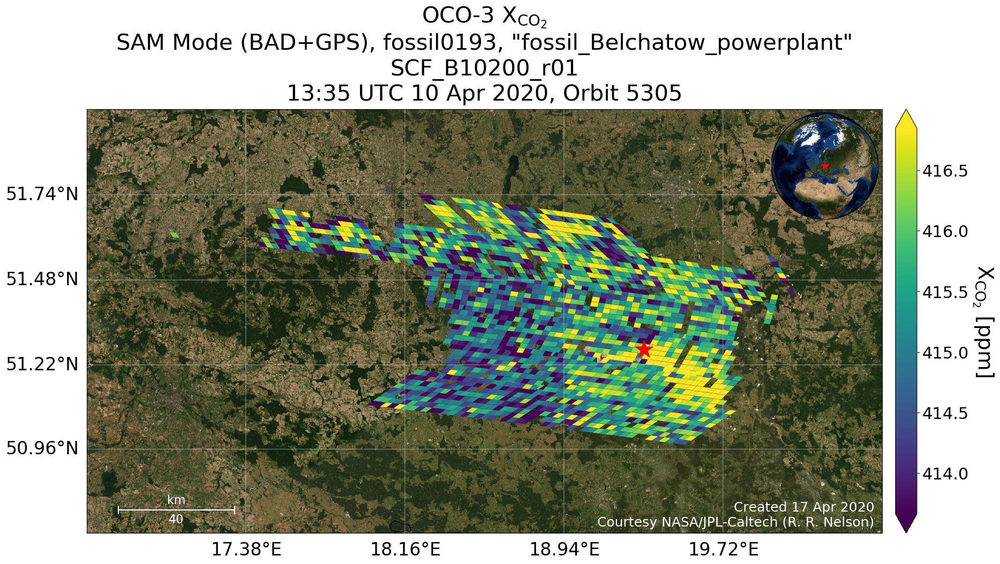 OCO-3 X_CO₂
SAM Mode (BAD+GPS), fossil0193, "fossil_Belchatow_powerplant"
SCF_B10200_r01
13:35 UTC 10 Apr 2020, Orbit 5305
51.74°N
51.48°N
51.22°N
50.96°N
17.38°E
18.16°E
18.94°E
19.72°E
km
40
Created 17 Apr 2020
Courtesy NASA/JPL-Caltech (R. R. Nelson)
416.5
416.0
415.5
415.0
414.5
414.0
X_CO₂ [ppm]